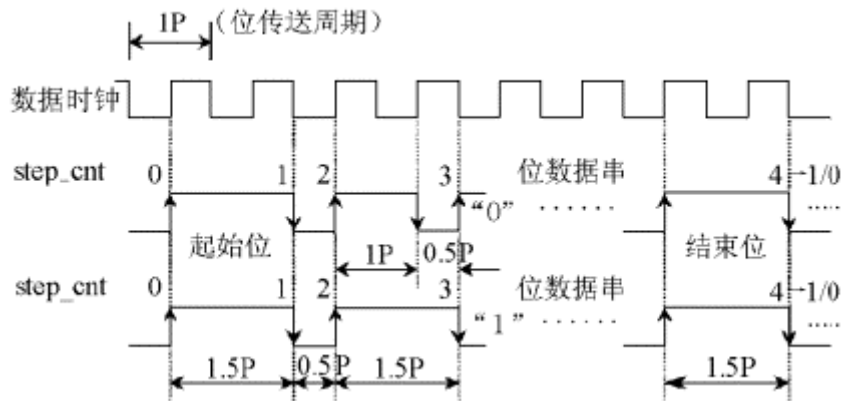 1P (位传送周期)
数据时钟
step_cnt 0 1 2 3 位数据串 4 1/0
"0" ...... .....
起始位 1P 0.5P 结束位
step_cnt 0 1 2 3 位数据串 4 1/0
"1" ...... .....
1.5P 0.5P 1.5P 1.5P